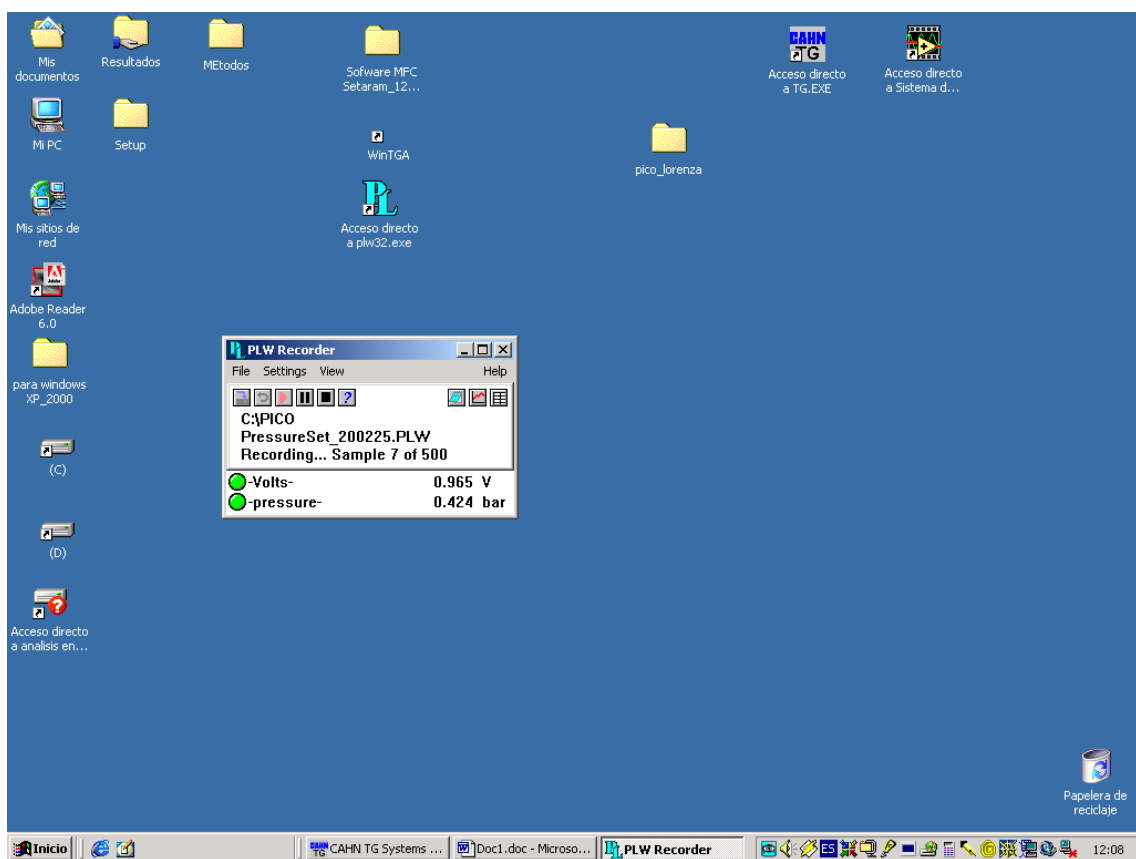 Mis
documentos
Resultados
MEtodos
Sofware MFC
Setaram_12...
CAHN
TG
Acceso directo
a TG.EXE
Acceso directo
a Sistema d...
Mi PC
Setup
WinTGA
pico_lorenza
Mis sitios de
red
PL
Acceso directo
a plw32.exe
Adobe
Adobe Reader
6.0
para windows
XP_2000
PLW Recorder
File Settings View Help
?
C:\PICO
PressureSet_200225.PLW
Recording... Sample 7 of 500
-Volts- 0.965 V
-pressure- 0.424 bar
(C)
(D)
?
Acceso directo
a analisis en...
Papelera de
reciclaje
Inicio
CAHN TG Systems ...
Doc1.doc - Microso...
PLW Recorder
ES
12:08